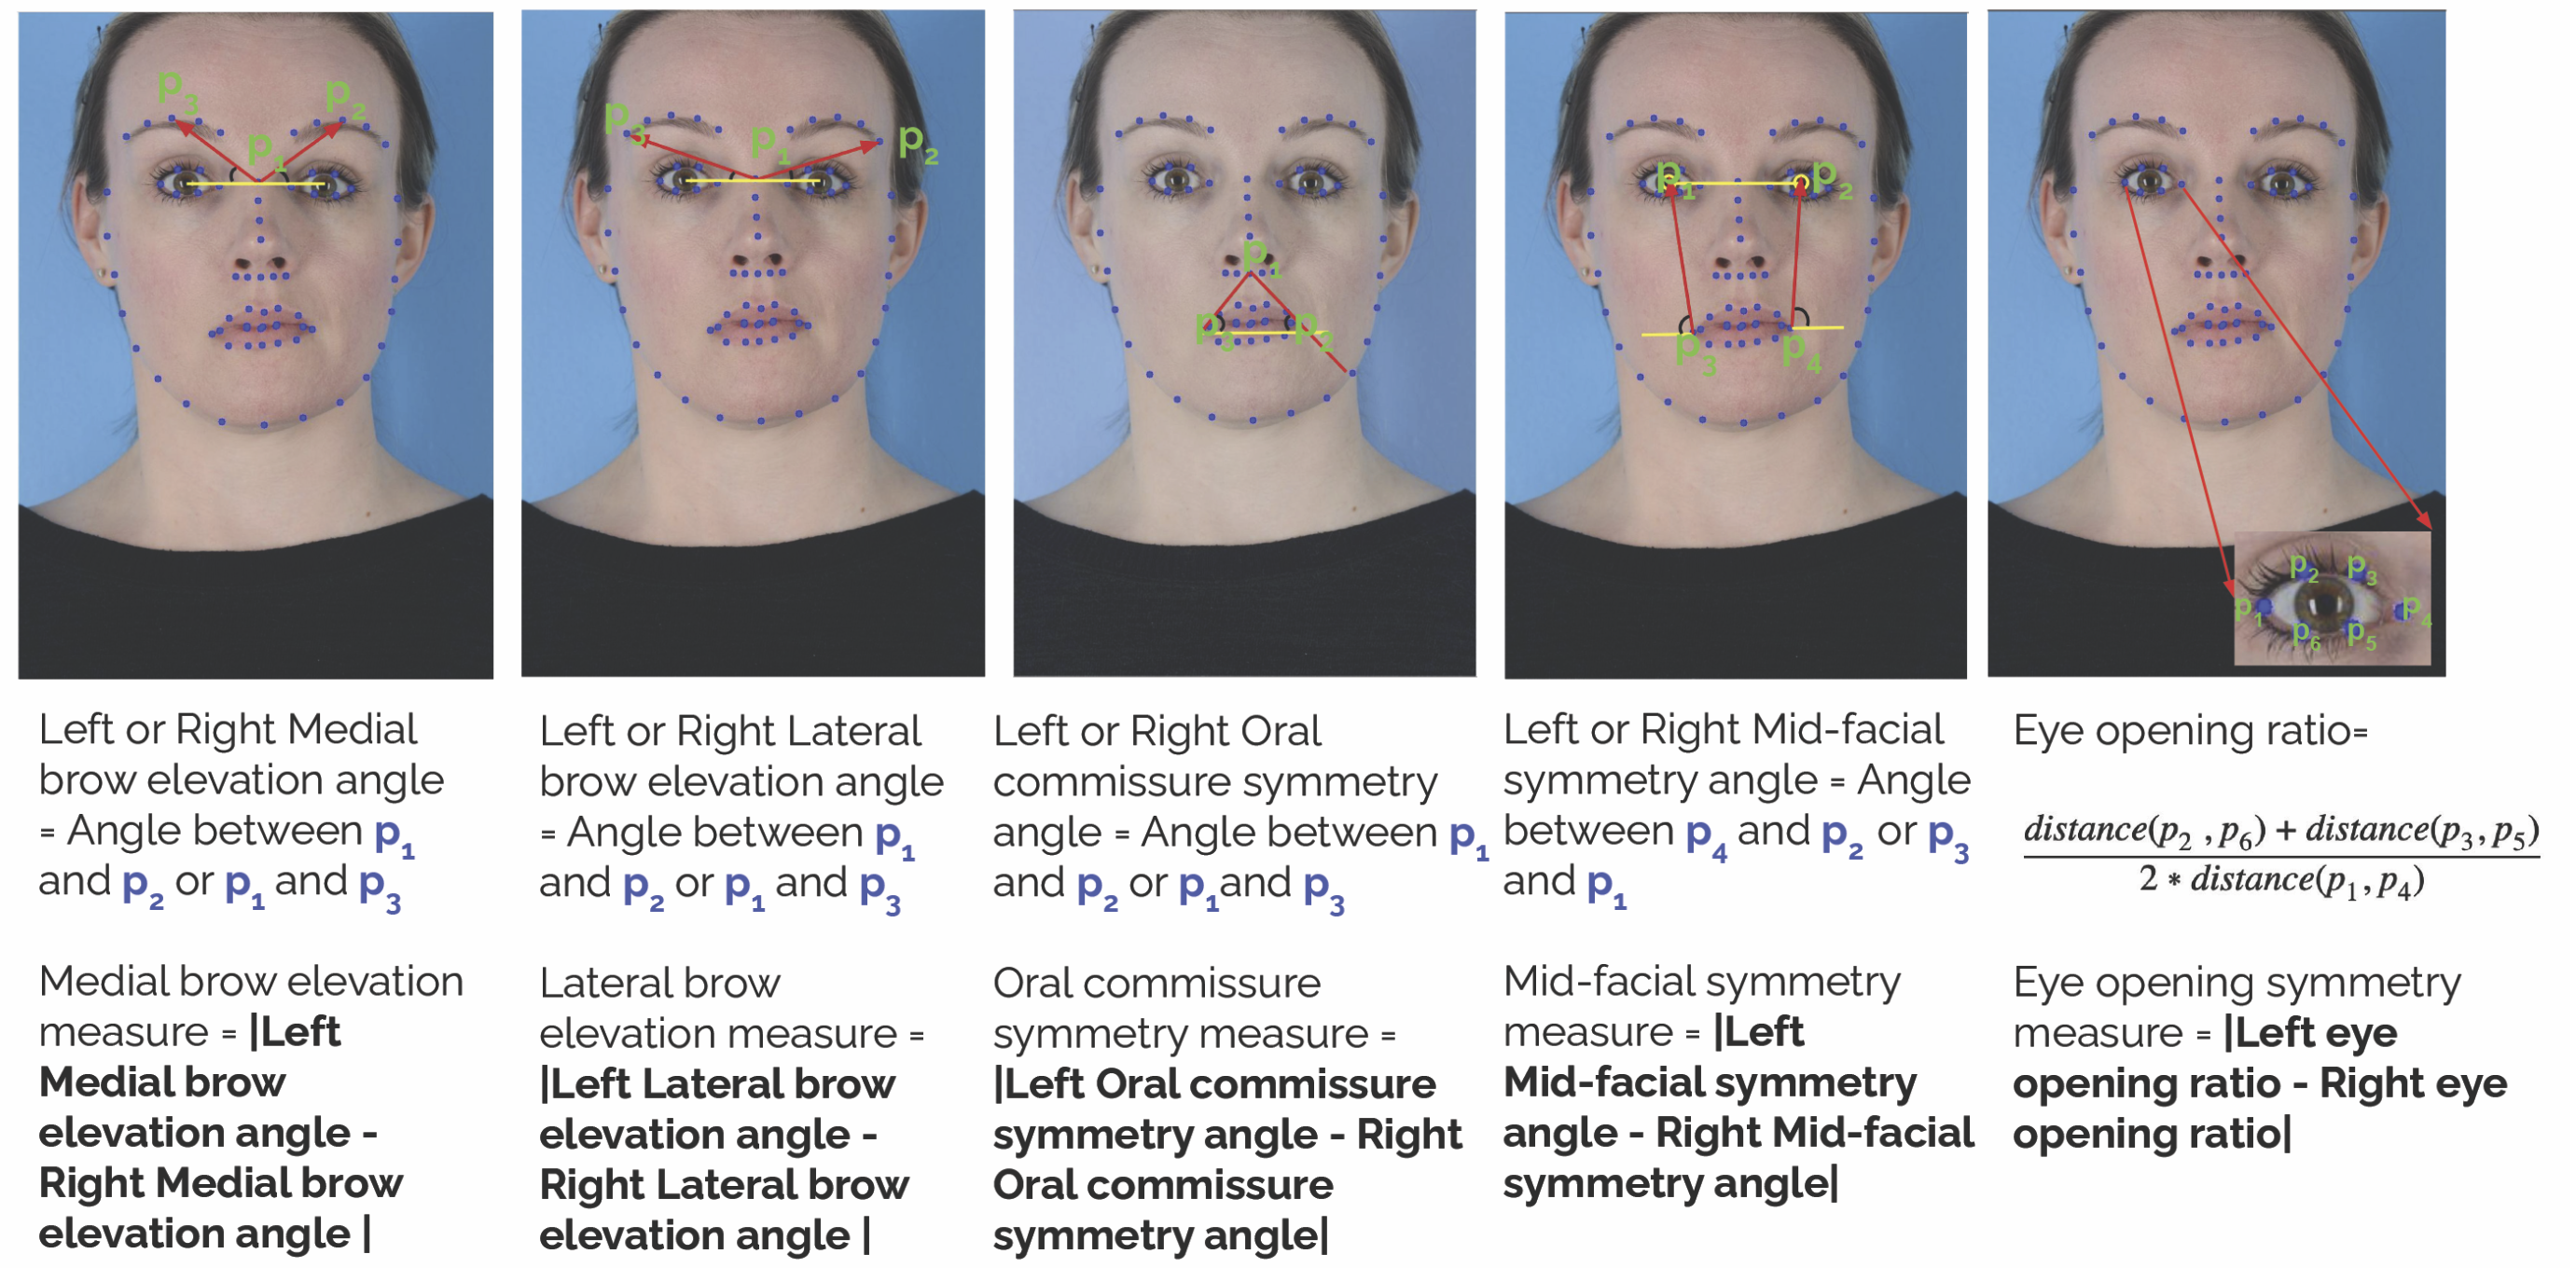 p3 p2
p1
p3 p1 p2
p1
p3 p2
p1 p2
p3 p4
p2 p3
p1 p4
p6 p5
Left or Right Medial
brow elevation angle
= Angle between p1
and p2 or p1 and p3
Medial brow elevation
measure = |Left
Medial brow
elevation angle -
Right Medial brow
elevation angle |
Left or Right Lateral
brow elevation angle
= Angle between p1
and p2 or p1 and p3
Lateral brow
elevation measure =
|Left Lateral brow
elevation angle -
Right Lateral brow
elevation angle |
Left or Right Oral
commissure symmetry
angle = Angle between p1
and p2 or p1and p3
Oral commissure
symmetry measure =
|Left Oral commissure
symmetry angle - Right
Oral commissure
symmetry angle|
Left or Right Mid-facial
symmetry angle = Angle
between p4 and p2 or p3
and p1
Mid-facial symmetry
measure = |Left
Mid-facial symmetry
angle - Right Mid-facial
symmetry angle|
Eye opening ratio=
distance(p2 , p6) + distance(p3, p5)
2 * distance(p1, p4)
Eye opening symmetry
measure = |Left eye
opening ratio - Right eye
opening ratio|